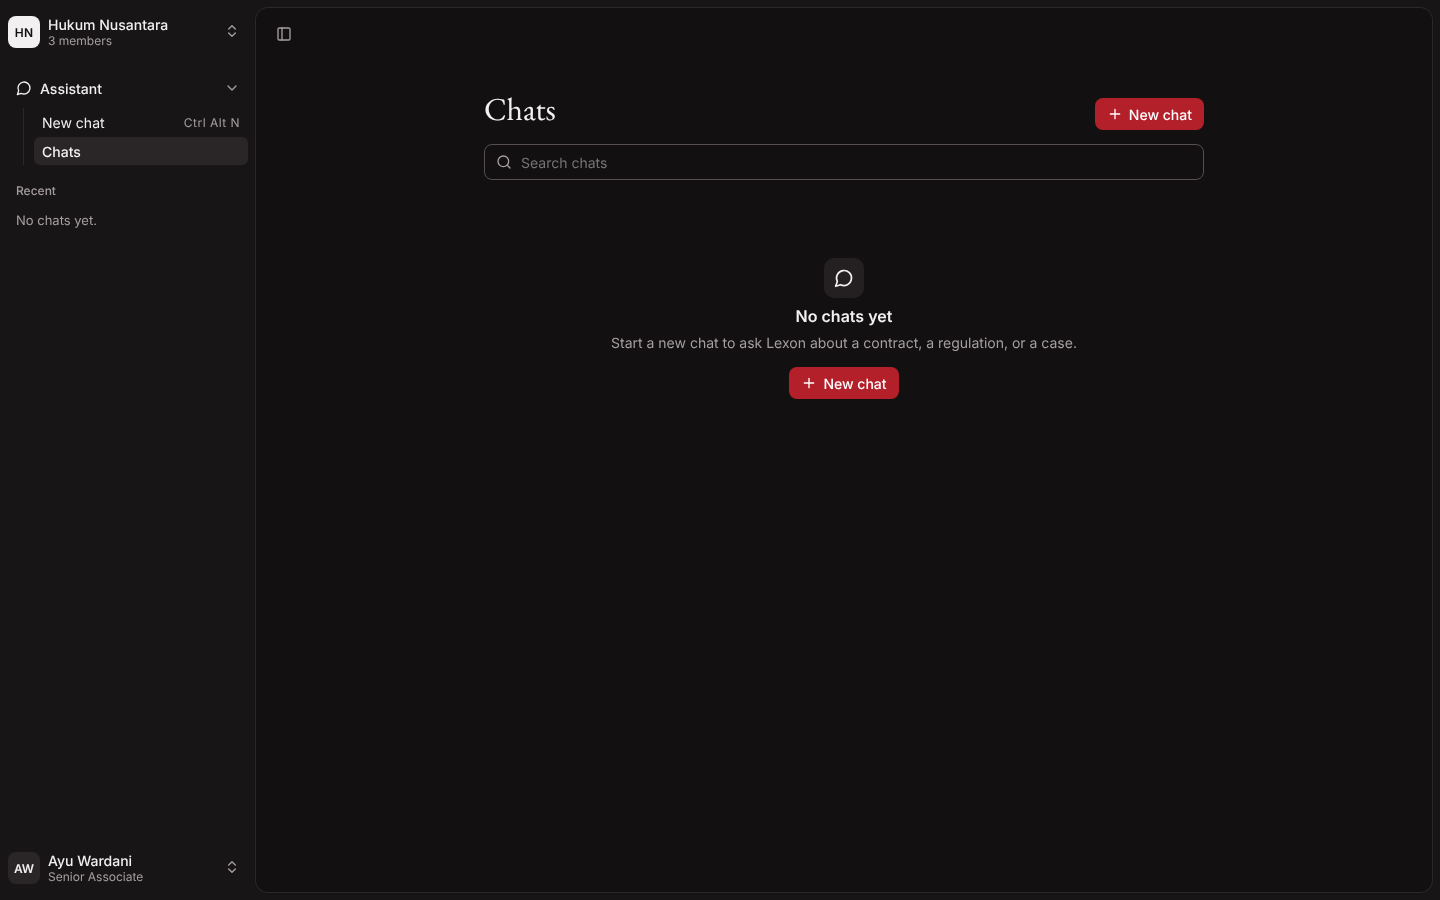 HN
Hukum Nusantara
3 members
Assistant
New chat Ctrl Alt N
Chats
Recent
No chats yet.
Chats
New chat
Search chats
No chats yet
Start a new chat to ask Lexon about a contract, a regulation, or a case.
New chat
AW
Ayu Wardani
Senior Associate